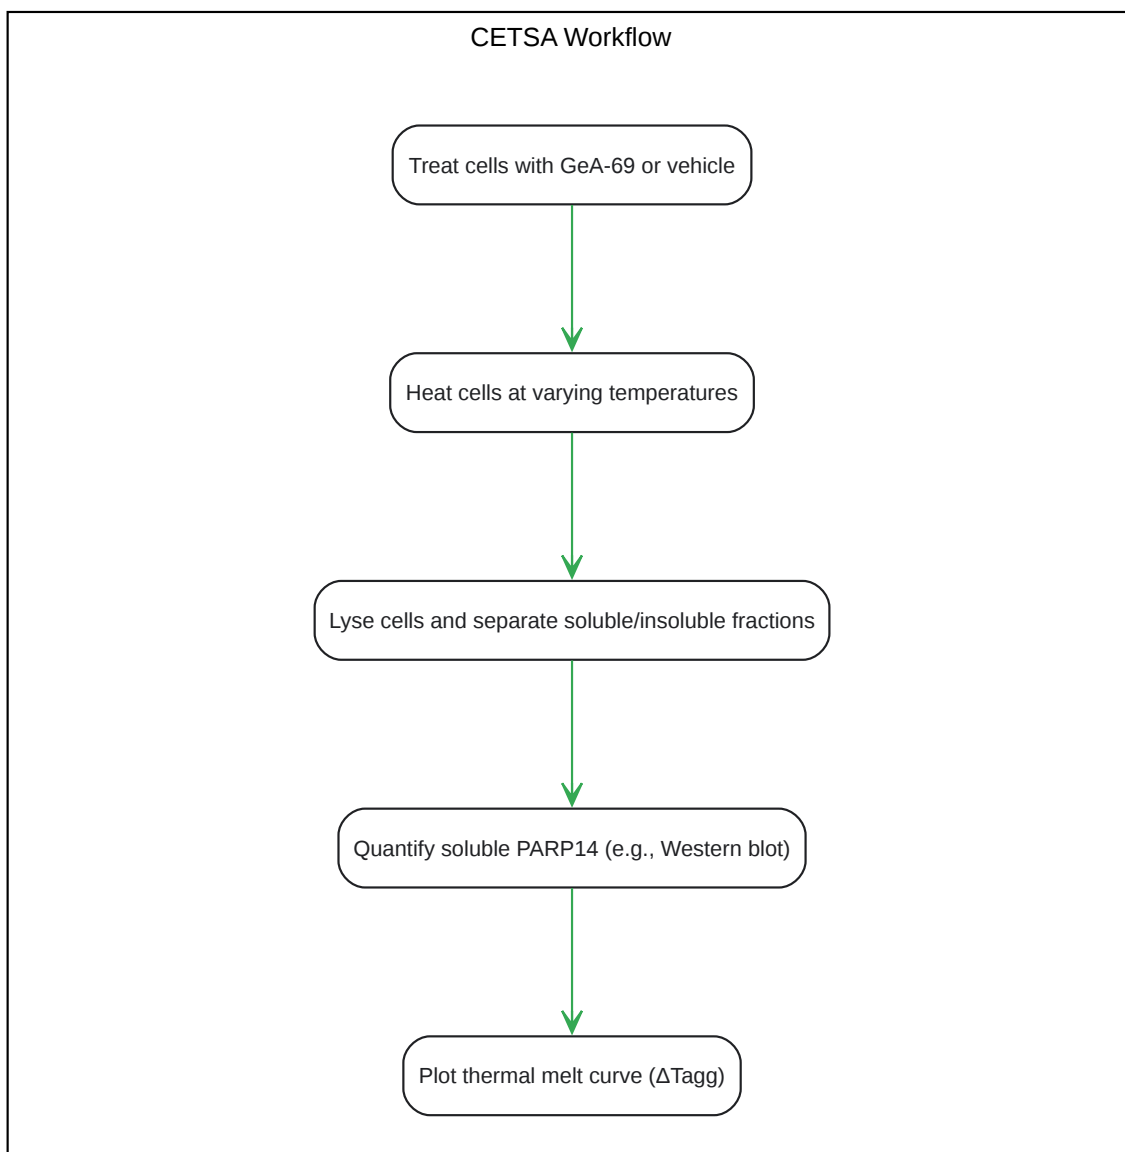 CETSA Workflow
Treat cells with GeA-69 or vehicle
Heat cells at varying temperatures
Lyse cells and separate soluble/insoluble fractions
Quantify soluble PARP14 (e.g., Western blot)
Plot thermal melt curve (ΔTagg)